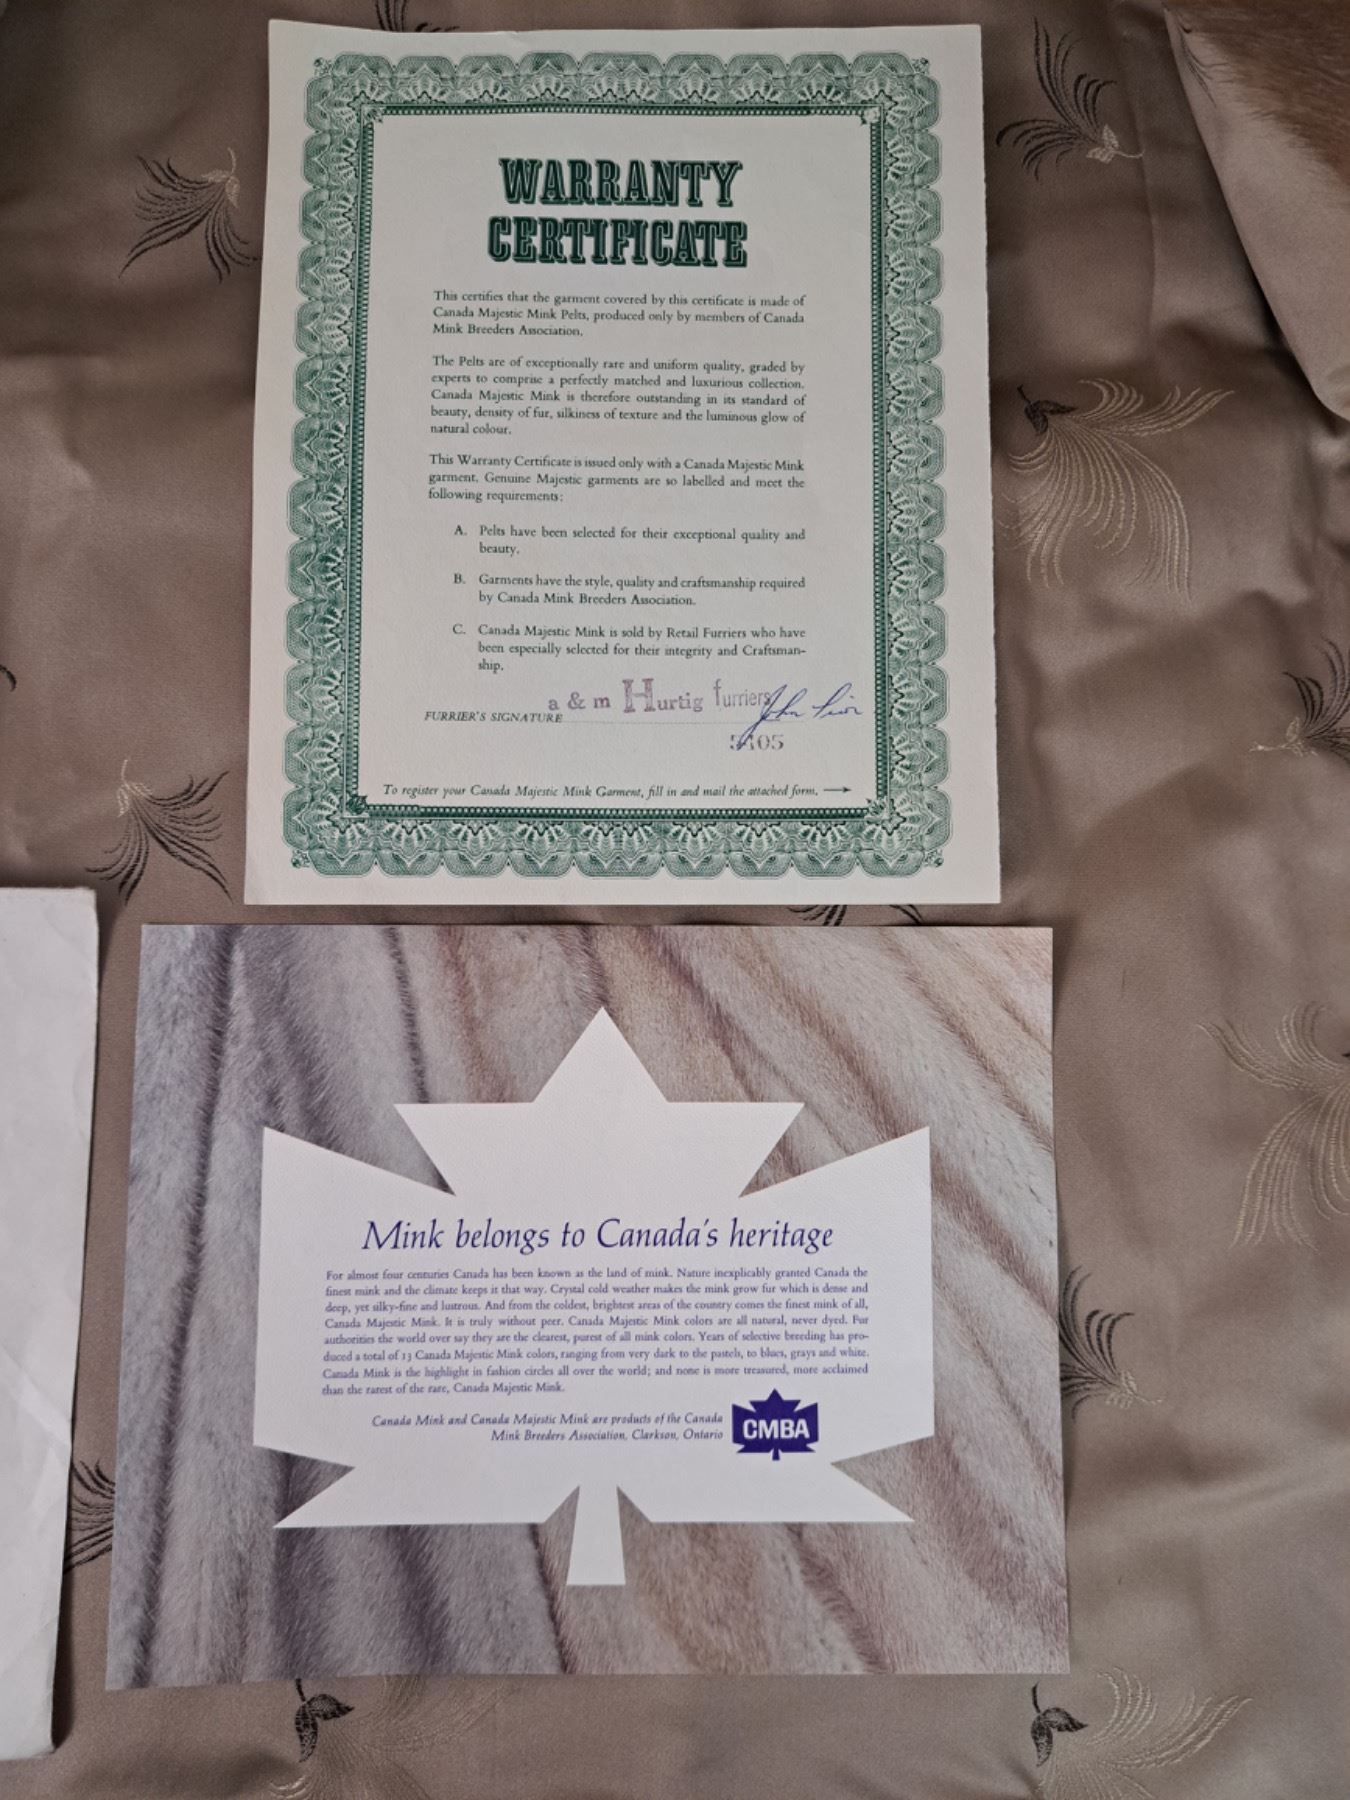 WARRANTY
CERTIFICATE
This certifies that the garment covered by this certificate is made of
Canada Majestic Mink Pelts, produced only by members of Canada
Mink Breeders Association.
The Pelts are of exceptionally rare and uniform quality, graded by
experts to comprise a perfectly matched and luxurious collection.
Canada Majestic Mink is therefore outstanding in its standard of
beauty, density of fur, silkiness of texture and the luminous glow of
natural colour.
This Warranty Certificate is issued only with a Canada Majestic Mink
garment. Genuine Majestic garments are so labelled and meet the
following requirements:
A. Pelts have been selected for their exceptional quality and
beauty.
B. Garments have the style, quality and craftsmanship required
by Canada Mink Breeders Association.
C. Canada Majestic Mink is sold by Retail Furriers who have
been especially selected for their integrity and Craftsman-
ship.
a & m Hurtig furriers John
FURRIER'S SIGNATURE
To register your Canada Majestic Mink Garment, fill in and mail the attached form. →
Mink belongs to Canada's heritage
For almost four centuries Canada has been known as the land of mink. Nature inexplicably granted Canada the
finest mink and the climate keeps it that way. Crystal cold weather makes the mink grow fur which is dense and
deep, yet silky-fine and lustrous. And from the coldest, brightest areas of the country comes the finest mink of all,
Canada Majestic Mink. It is truly without peer. Canada Majestic Mink colors are all natural, never dyed. Fur
authorities the world over say they are the clearest, purest of all mink colors. Years of selective breeding has pro-
duced a total of 13 Canada Majestic Mink colors, ranging from very dark to the pastels, to blues, grays and white.
Canada Mink is the highlight in fashion circles all over the world; and none is more treasured, more acclaimed
than the rarest of the rare, Canada Majestic Mink.
Canada Mink and Canada Majestic Mink are products of the Canada
Mink Breeders Association, Clarkson, Ontario
CMBA